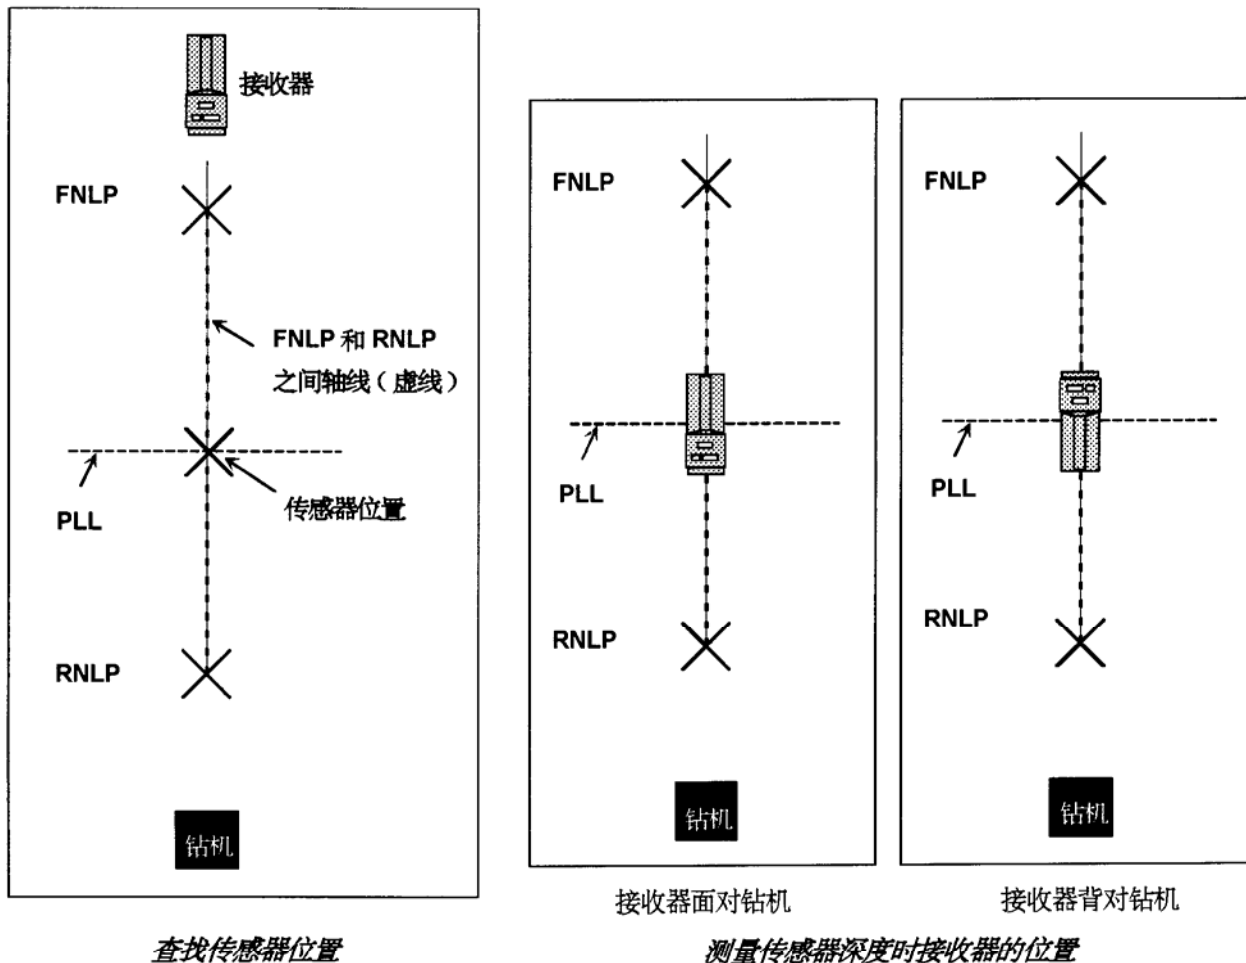 接收器
FNLP
FNLP 和 RNLP
之间轴线（虚线）
PLL
传感器位置
RNLP
钻机
查找传感器位置
FNLP
PLL
RNLP
钻机
接收器面对钻机
FNLP
PLL
RNLP
钻机
接收器背对钻机
测量传感器深度时接收器的位置